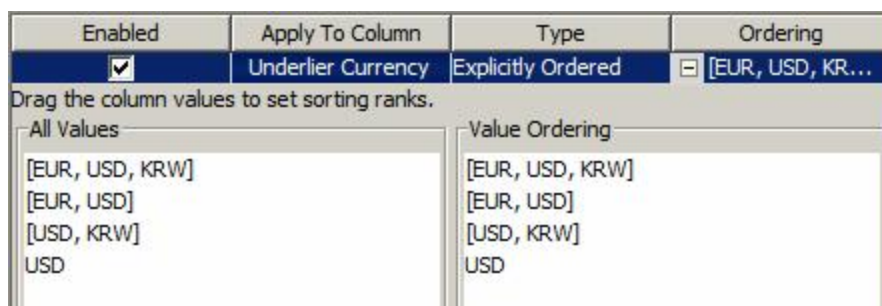 Enabled Apply To Column Type Ordering
Underlier Currency Explicitly Ordered [EUR, USD, KR...
Drag the column values to set sorting ranks.
All Values Value Ordering
[EUR, USD, KRW] [EUR, USD, KRW]
[EUR, USD] [EUR, USD]
[USD, KRW] [USD, KRW]
USD USD